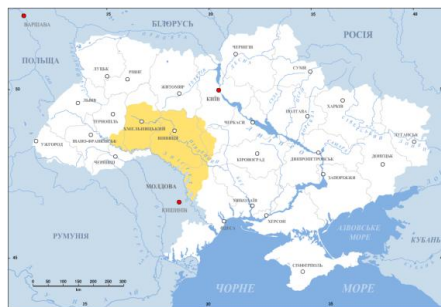 ВАРШАВА
БІЛОРУСЬ
РОСІЯ
ПОЛЬЩА
ЧЕРНІГІВ
СУМИ
ЛУЦЬК
РІВНЕ
ЖИТОМИР
КИЇВ
ХАРКІВ
ЛЬВІВ
ПОЛТАВА
ТЕРНОПІЛЬ
ХМЕЛЬНИЦЬКИЙ
ЧЕРКАСИ
ЛУГАНСЬК
ВІННИЦЯ
УЖГОРОД
ІВАНО-ФРАНКІВСЬК
КІРОВОГРАД
ДНІПРОПЕТРОВСЬК
ДОНЕЦЬК
ЧЕРНІВЦІ
ЗАПОРІЖЖЯ
МОЛДОВА
КИШИНІВ
МИКОЛАЇВ
ХЕРСОН
ОДЕСА
АЗОВСЬКЕ
МОРЕ
РУМУНІЯ
КУБАНЬ
СІМФЕРОПОЛЬ
ЧОРНЕ МОРЕ